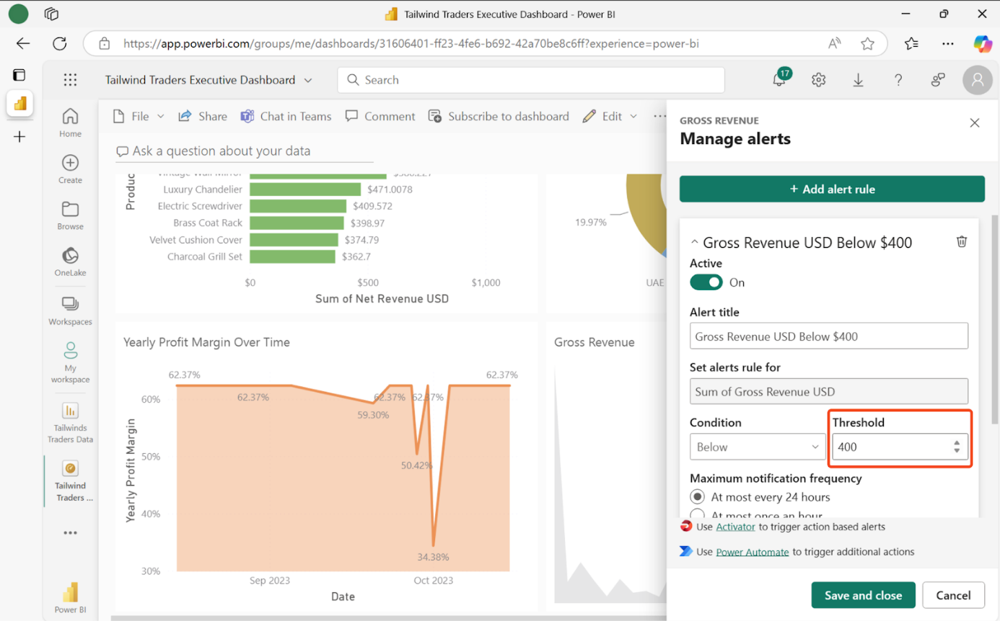 Tailwind Traders Executive Dashboard - Power BI
https://app.powerbi.com/groups/me/dashboards/31606401-ff23-4fe6-b692-42a70be8c6ff?experience=power-bi
Tailwind Traders Executive Dashboard
Search
17
File
Share
Chat in Teams
Comment
Subscribe to dashboard
Edit
Ask a question about your data
Home
Create
Browse
OneLake
Workspaces
My
workspace
Tailwinds
Traders Data
Tailwind
Traders ...
Power BI
Produc
Vintage Wall Mirror
Luxury Chandelier $471.0078
Electric Screwdriver $409.572
Brass Coat Rack $398.97
Velvet Cushion Cover $374.79
Charcoal Grill Set $362.7
$0 $500 $1,000
Sum of Net Revenue USD
19.97%
UAE
Yearly Profit Margin Over Time
62.37% 62.37%
62.37% 62.37% 62.37%
59.30%
50.42%
34.38%
60%
50%
40%
30%
Yearly Profit Margin
Sep 2023 Oct 2023
Date
Gross Revenue
GROSS REVENUE
Manage alerts
+ Add alert rule
Gross Revenue USD Below $400
Active
On
Alert title
Gross Revenue USD Below $400
Set alerts rule for
Sum of Gross Revenue USD
Condition Threshold
Below 400
Maximum notification frequency
At most every 24 hours
At most once an hour
Use Activator to trigger action based alerts
Use Power Automate to trigger additional actions
Save and close Cancel